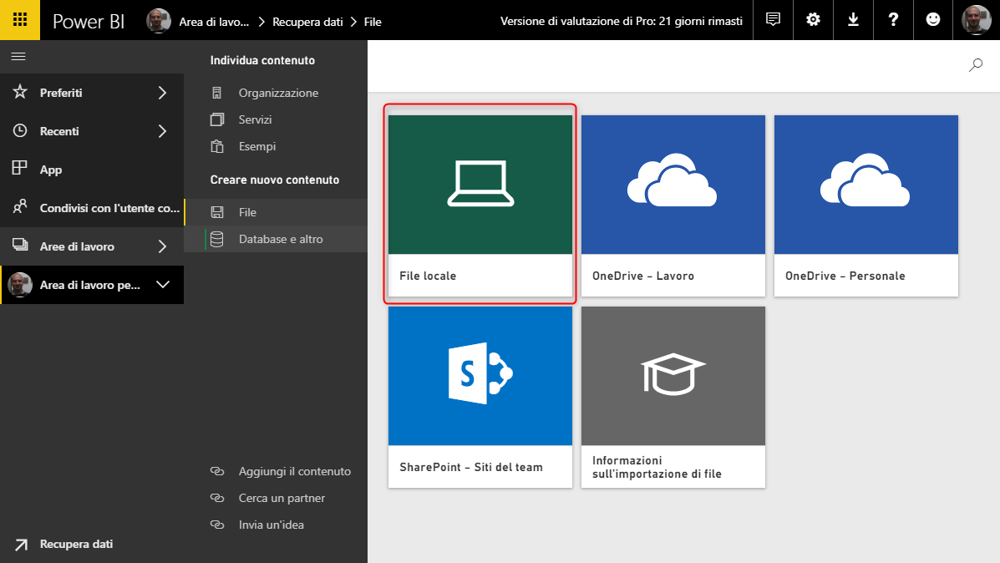 Power BI
Area di lavo... > Recupera dati > File
Versione di valutazione di Pro: 21 giorni rimasti
Preferiti
Recenti
App
Condivisi con l'utente co...
Aree di lavoro
Area di lavoro pe...
Recupera dati
Individua contenuto
Organizzazione
Servizi
Esempi
Creare nuovo contenuto
File
Database e altro
Aggiungi il contenuto
Cerca un partner
Invia un'idea
File locale
OneDrive – Lavoro
OneDrive – Personale
S
SharePoint – Siti del team
Informazioni
sull'importazione di file